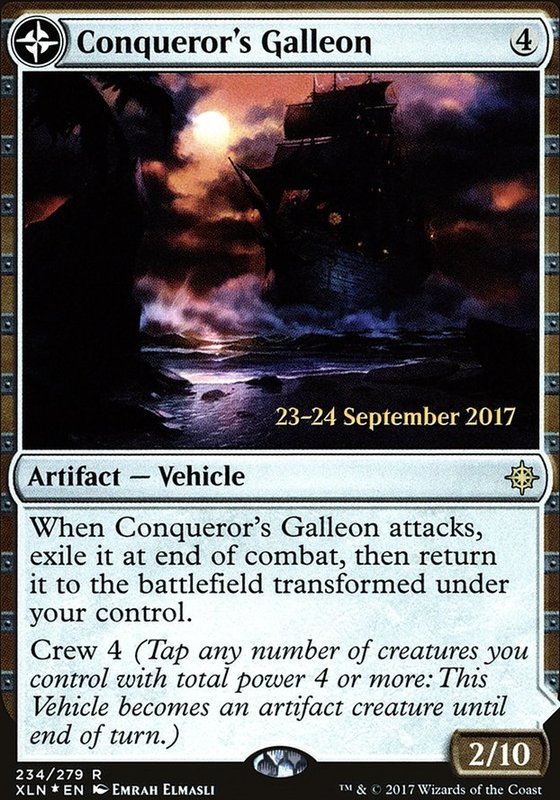 Conqueror's Galleon 4
23–24 September 2017
Artifact — Vehicle
When Conqueror's Galleon attacks,
exile it at end of combat, then return
it to the battlefield transformed under
your control.
Crew 4 (Tap any number of creatures you
control with total power 4 or more: This
Vehicle becomes an artifact creature until
end of turn.)
2/10
234/279 R
XLN★EN Emrah Elmasli
™ & © 2017 Wizards of the Coast